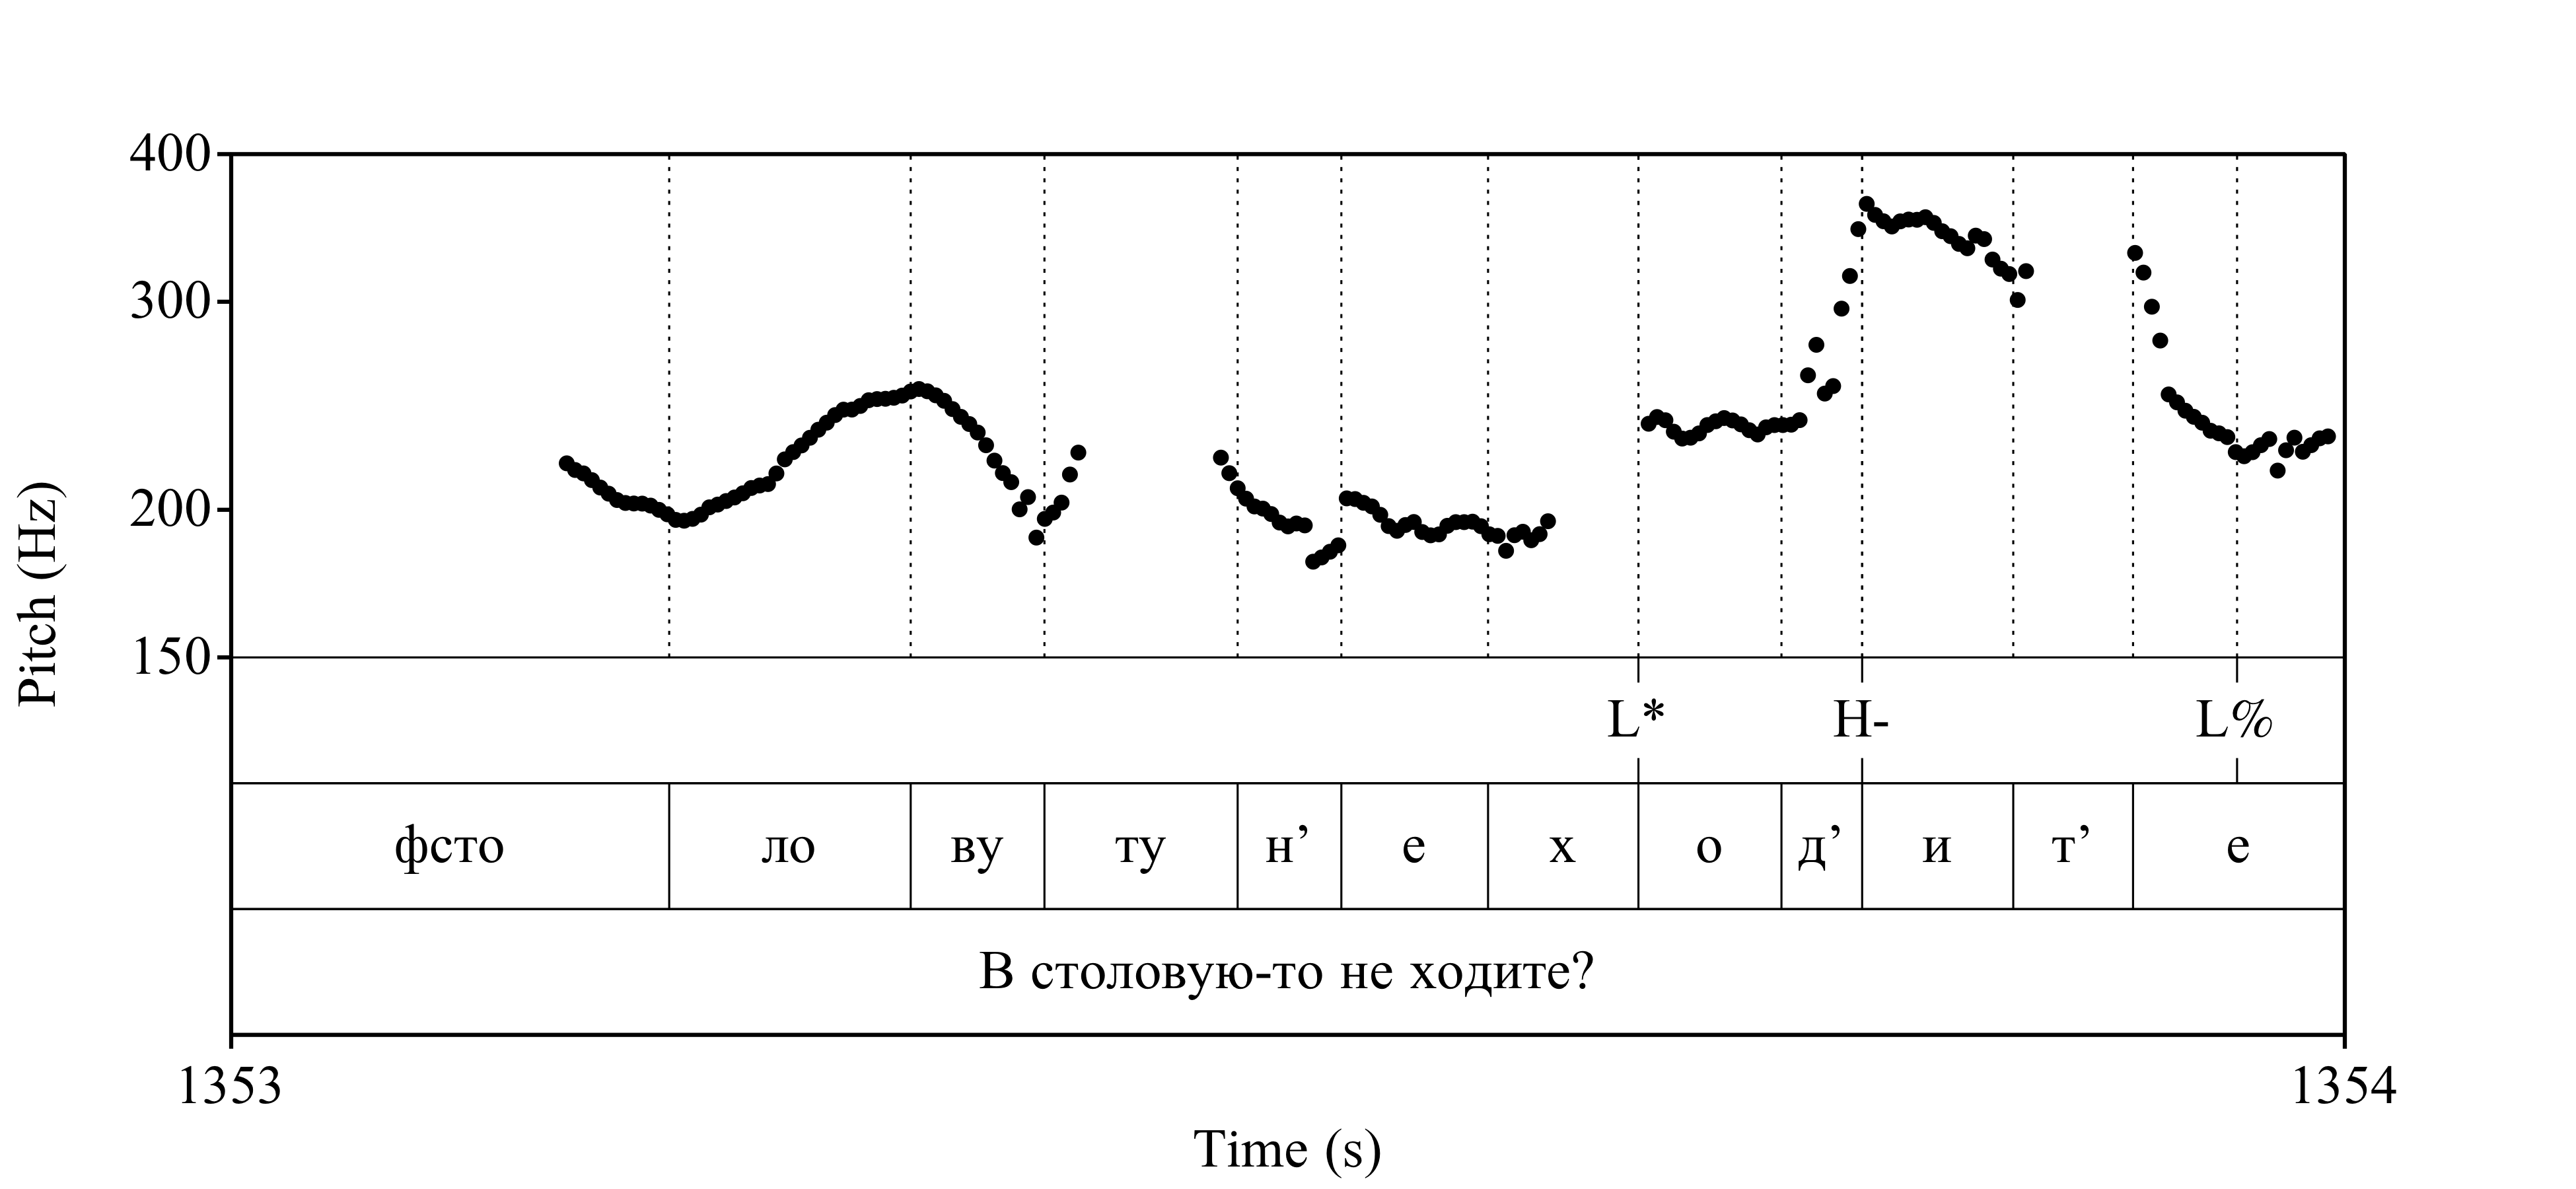 400
300
200
150
Pitch (Hz)
L* H- L%
фсто ло ву ту н’ е х о д’ и т’ е
В столовую-то не ходите?
1353 1354
Time (s)